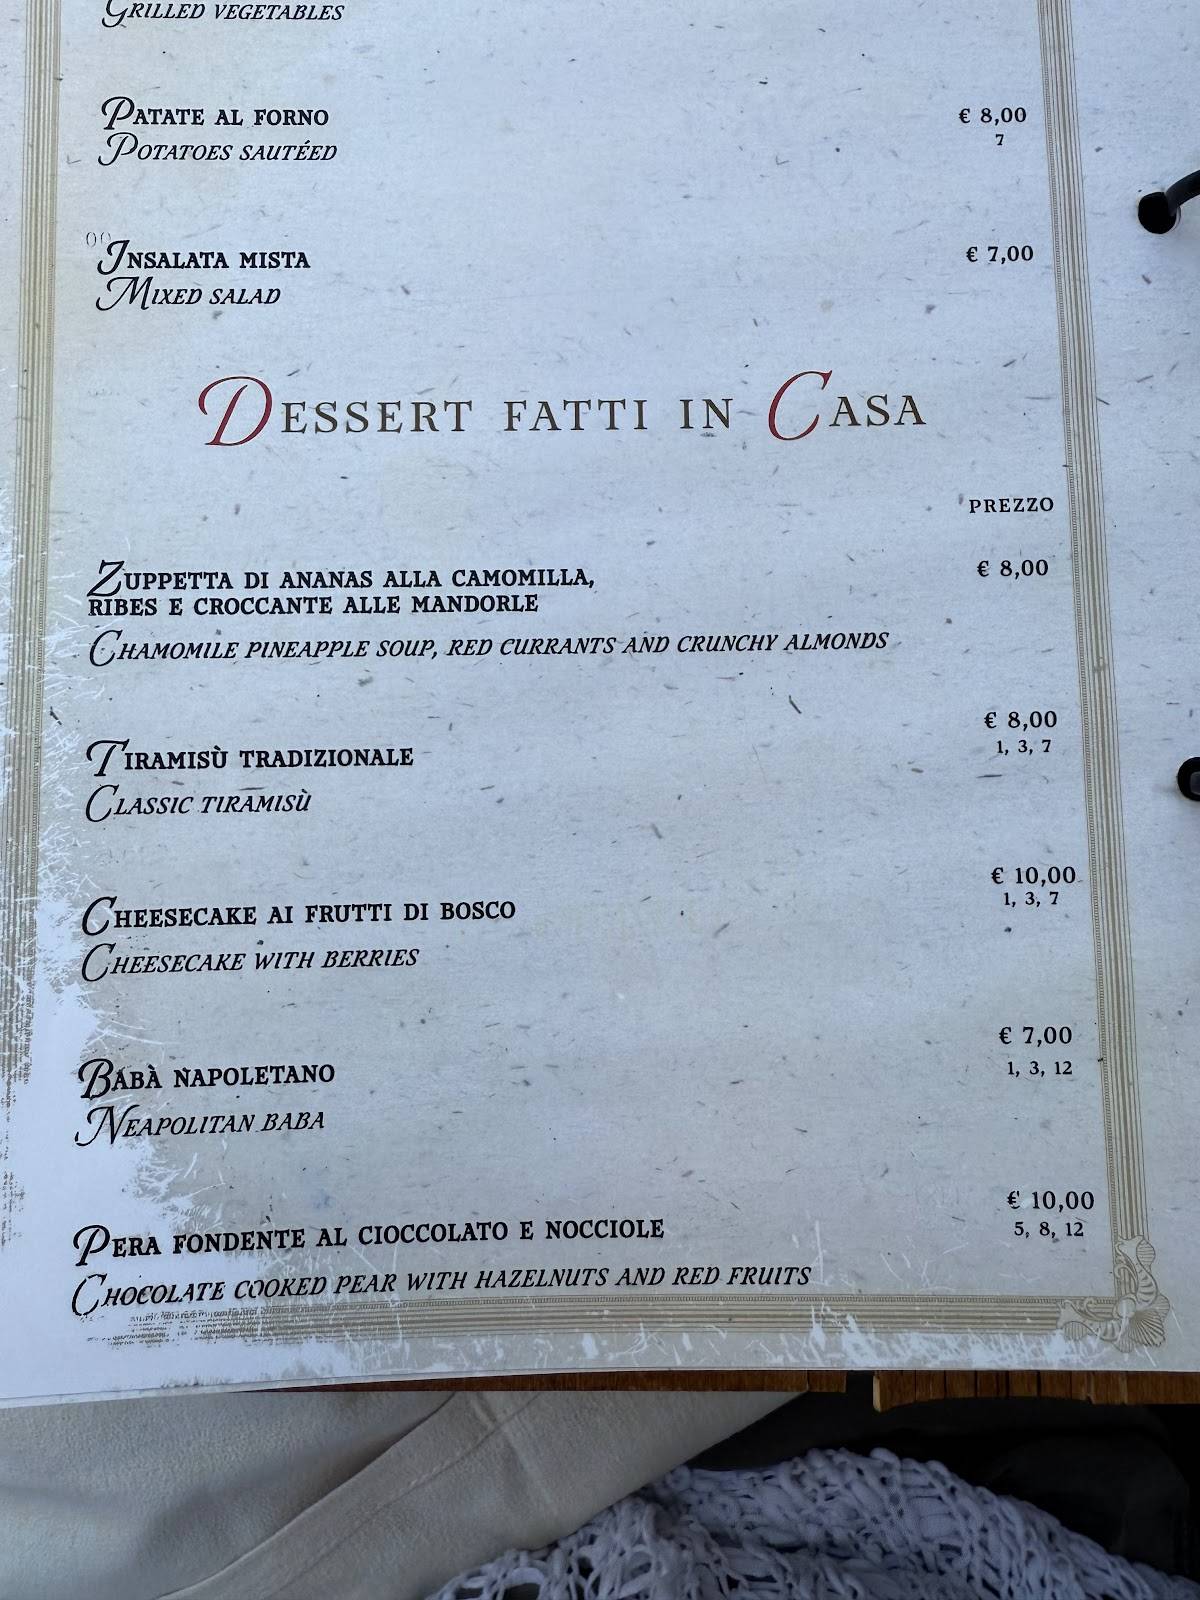 Grilled vegetables
Patate al forno
€ 8,00
7
Potatoes sautéed
Insalata mista
€ 7,00
Mixed salad
Dessert fatti in Casa
PREZZO
Zuppetta di ananas alla camomilla,
€ 8,00
ribes e croccante alle mandorle
Chamomile pineapple soup, red currants and crunchy almonds
Tiramisù tradizionale
€ 8,00
1, 3, 7
Classic tiramisù
Cheesecake ai frutti di bosco
€ 10,00
1, 3, 7
Cheesecake with berries
Babà napoletano
€ 7,00
1, 3, 12
Neapolitan baba
Pera fondente al cioccolato e nocciole
€ 10,00
5, 8, 12
Chocolate cooked pear with hazelnuts and red fruits